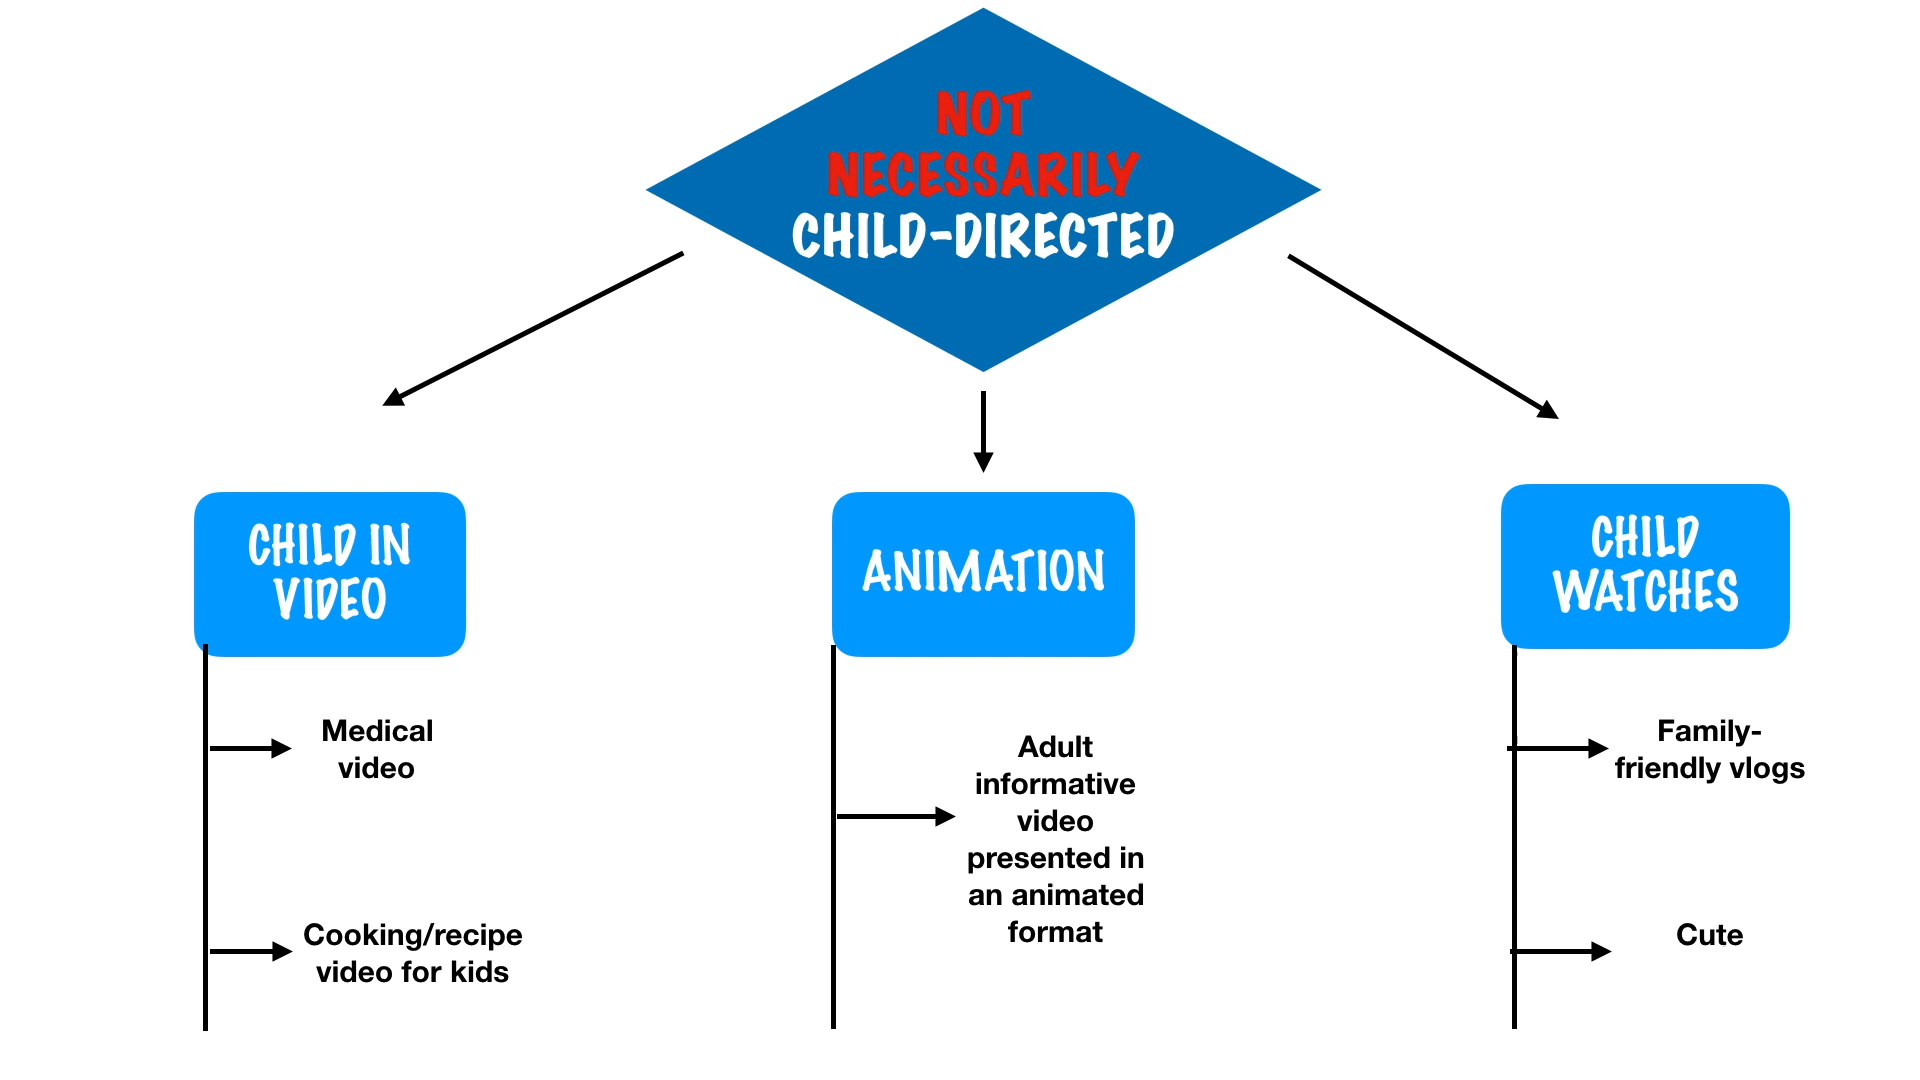 NOT
NECESSARILY
CHILD-DIRECTED
CHILD IN
VIDEO
Medical
video
Cooking/recipe
video for kids
ANIMATION
Adult
informative
video
presented in
an animated
format
CHILD
WATCHES
Family-
friendly vlogs
Cute